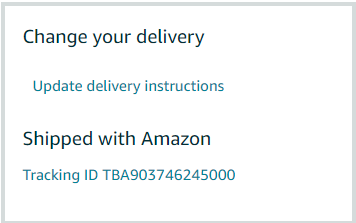 Change your delivery
Update delivery instructions
Shipped with Amazon
Tracking ID TBA903746245000